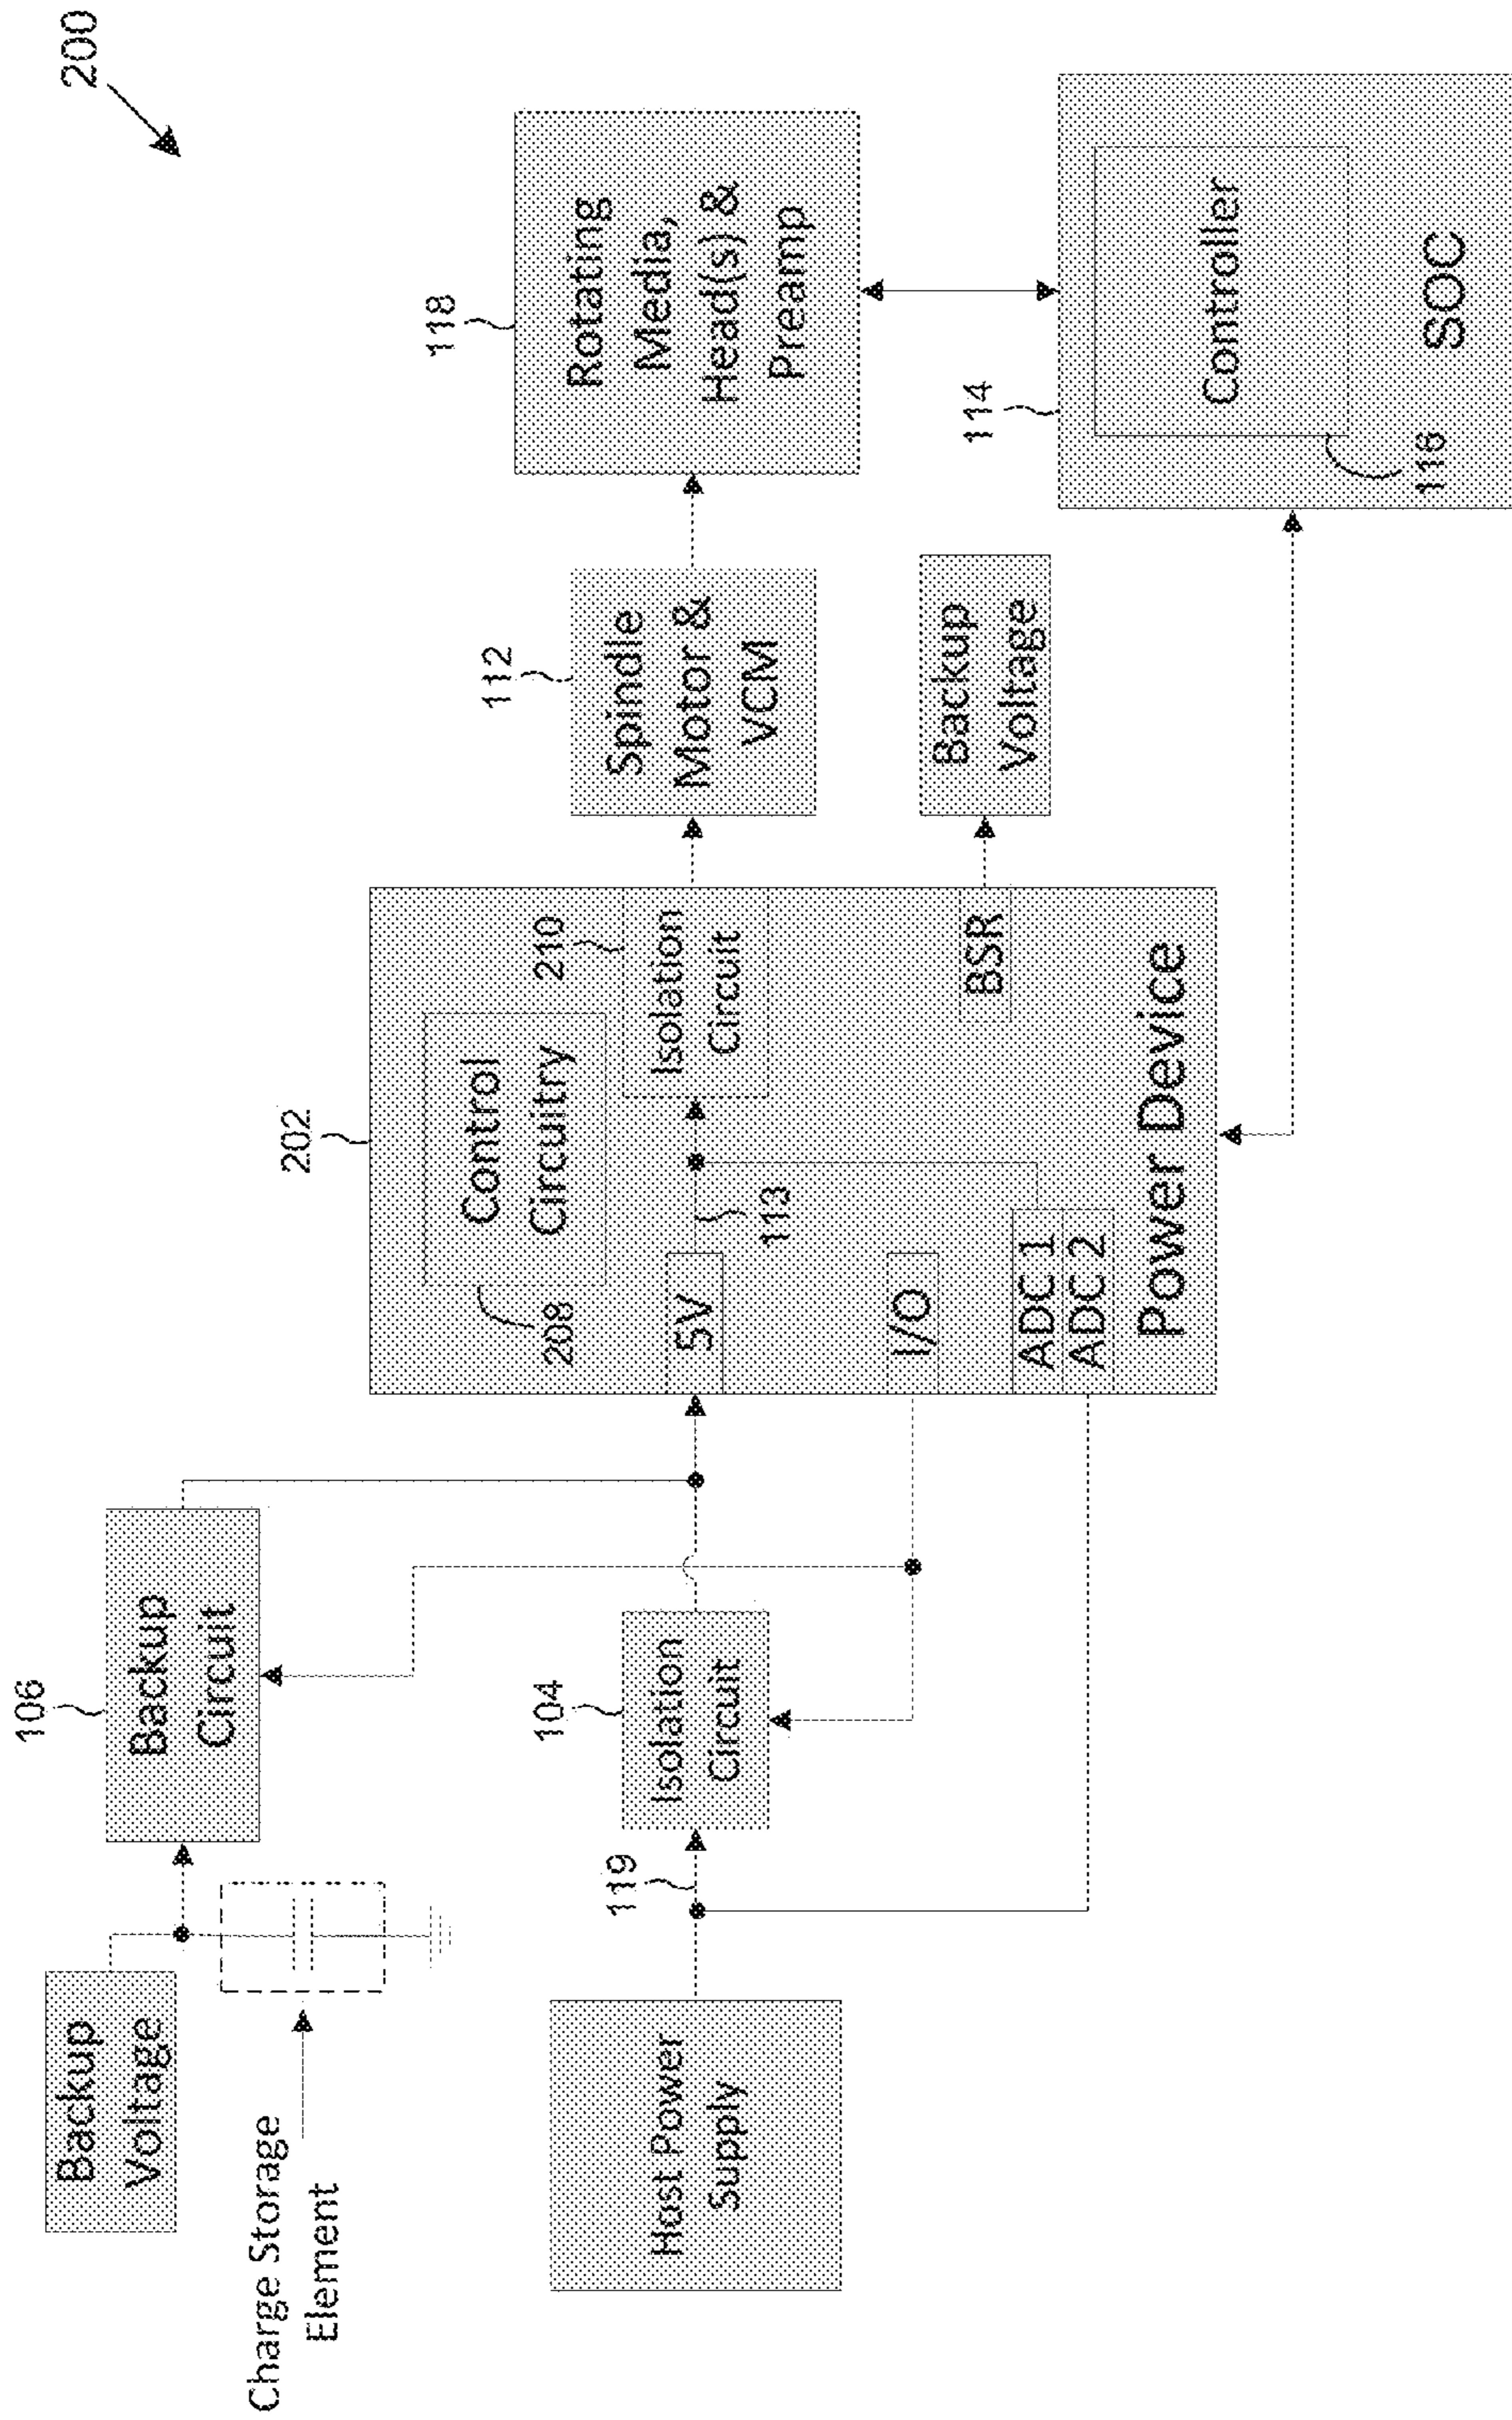 200
106
Backup
Voltage
Backup
Circuit
Charge Storage
Element
202
Control
Circuitry
208
112
118
Host Power
Supply
119
104
Isolation
Circuit
5V
113
210
Isolation
Circuit
Spindle
Motor &
VCM
Rotating
Media,
Head(s) &
Preamp
I/O
BSR
Backup
Voltage
ADC 1
ADC 2
Power Device
114
Controller
116
SOC